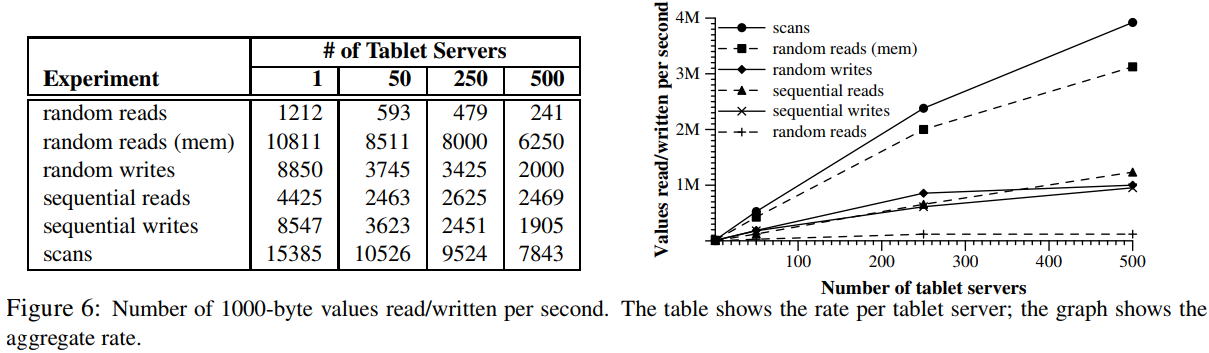 # of Tablet Servers
Experiment 1 50 250 500
random reads 1212 593 479 241
random reads (mem) 10811 8511 8000 6250
random writes 8850 3745 3425 2000
sequential reads 4425 2463 2625 2469
sequential writes 8547 3623 2451 1905
scans 15385 10526 9524 7843
Values read/written per second
4M
3M
2M
1M
scans
random reads (mem)
random writes
sequential reads
sequential writes
random reads
100 200 300 400 500
Number of tablet servers
Figure 6: Number of 1000-byte values read/written per second. The table shows the rate per tablet server; the graph shows the
aggregate rate.